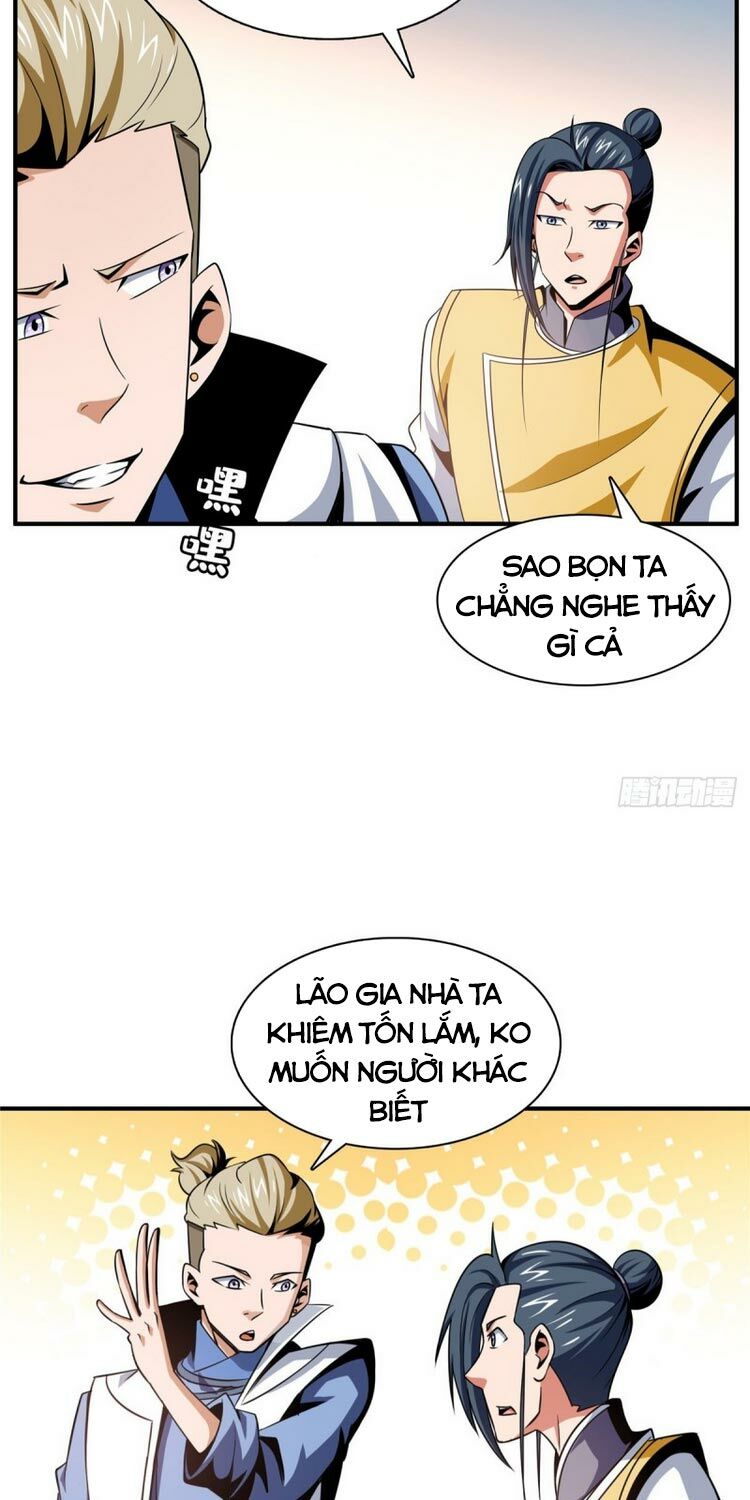 嘿
嘿
SAO BỌN TA
CHẲNG NGHE THẤY
GÌ CẢ
腾讯动漫
LÃO GIA NHÀ TA
KHIÊM TỐN LẮM, KO
MUỐN NGƯỜI KHÁC
BIẾT